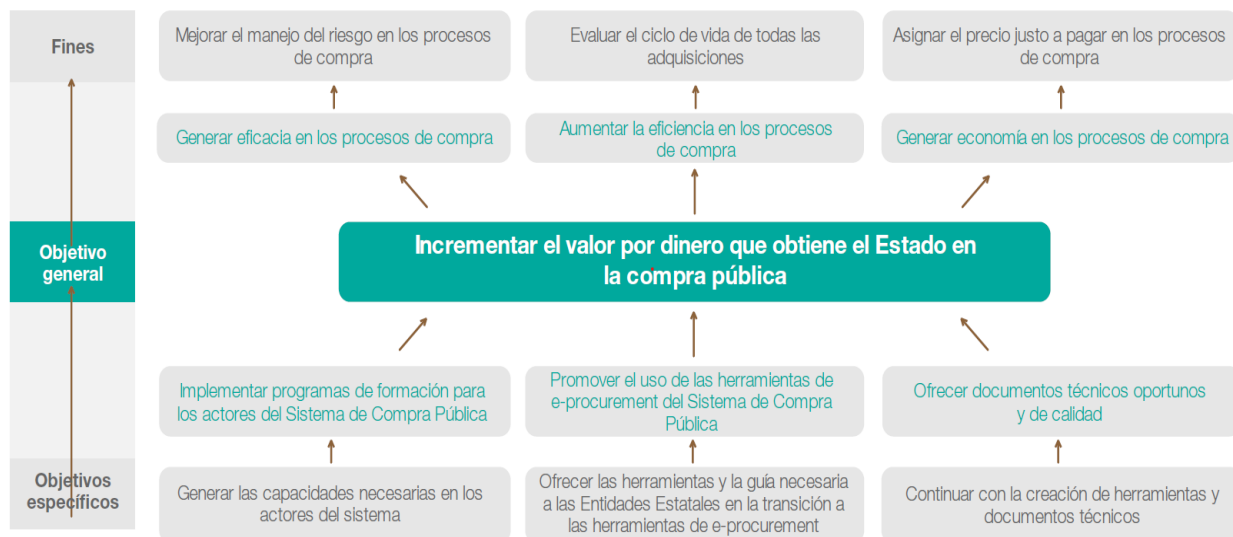 Fines
Mejorar el manejo del riesgo en los procesos
de compra
Evaluar el ciclo de vida de todas las
adquisiciones
Asignar el precio justo a pagar en los procesos
de compra
Generar eficacia en los procesos de compra
Aumentar la eficiencia en los procesos
de compra
Generar economía en los procesos de compra
Objetivo
general
Incrementar el valor por dinero que obtiene el Estado en
la compra pública
Implementar programas de formación para
los actores del Sistema de Compra Pública
Promover el uso de las herramientas de
e-procurement del Sistema de Compra
Pública
Ofrecer documentos técnicos oportunos
y de calidad
Objetivos
específicos
Generar las capacidades necesarias en los
actores del sistema
Ofrecer las herramientas y la guía necesaria
a las Entidades Estatales en la transición a
las herramientas de e-procurement
Continuar con la creación de herramientas y
documentos técnicos